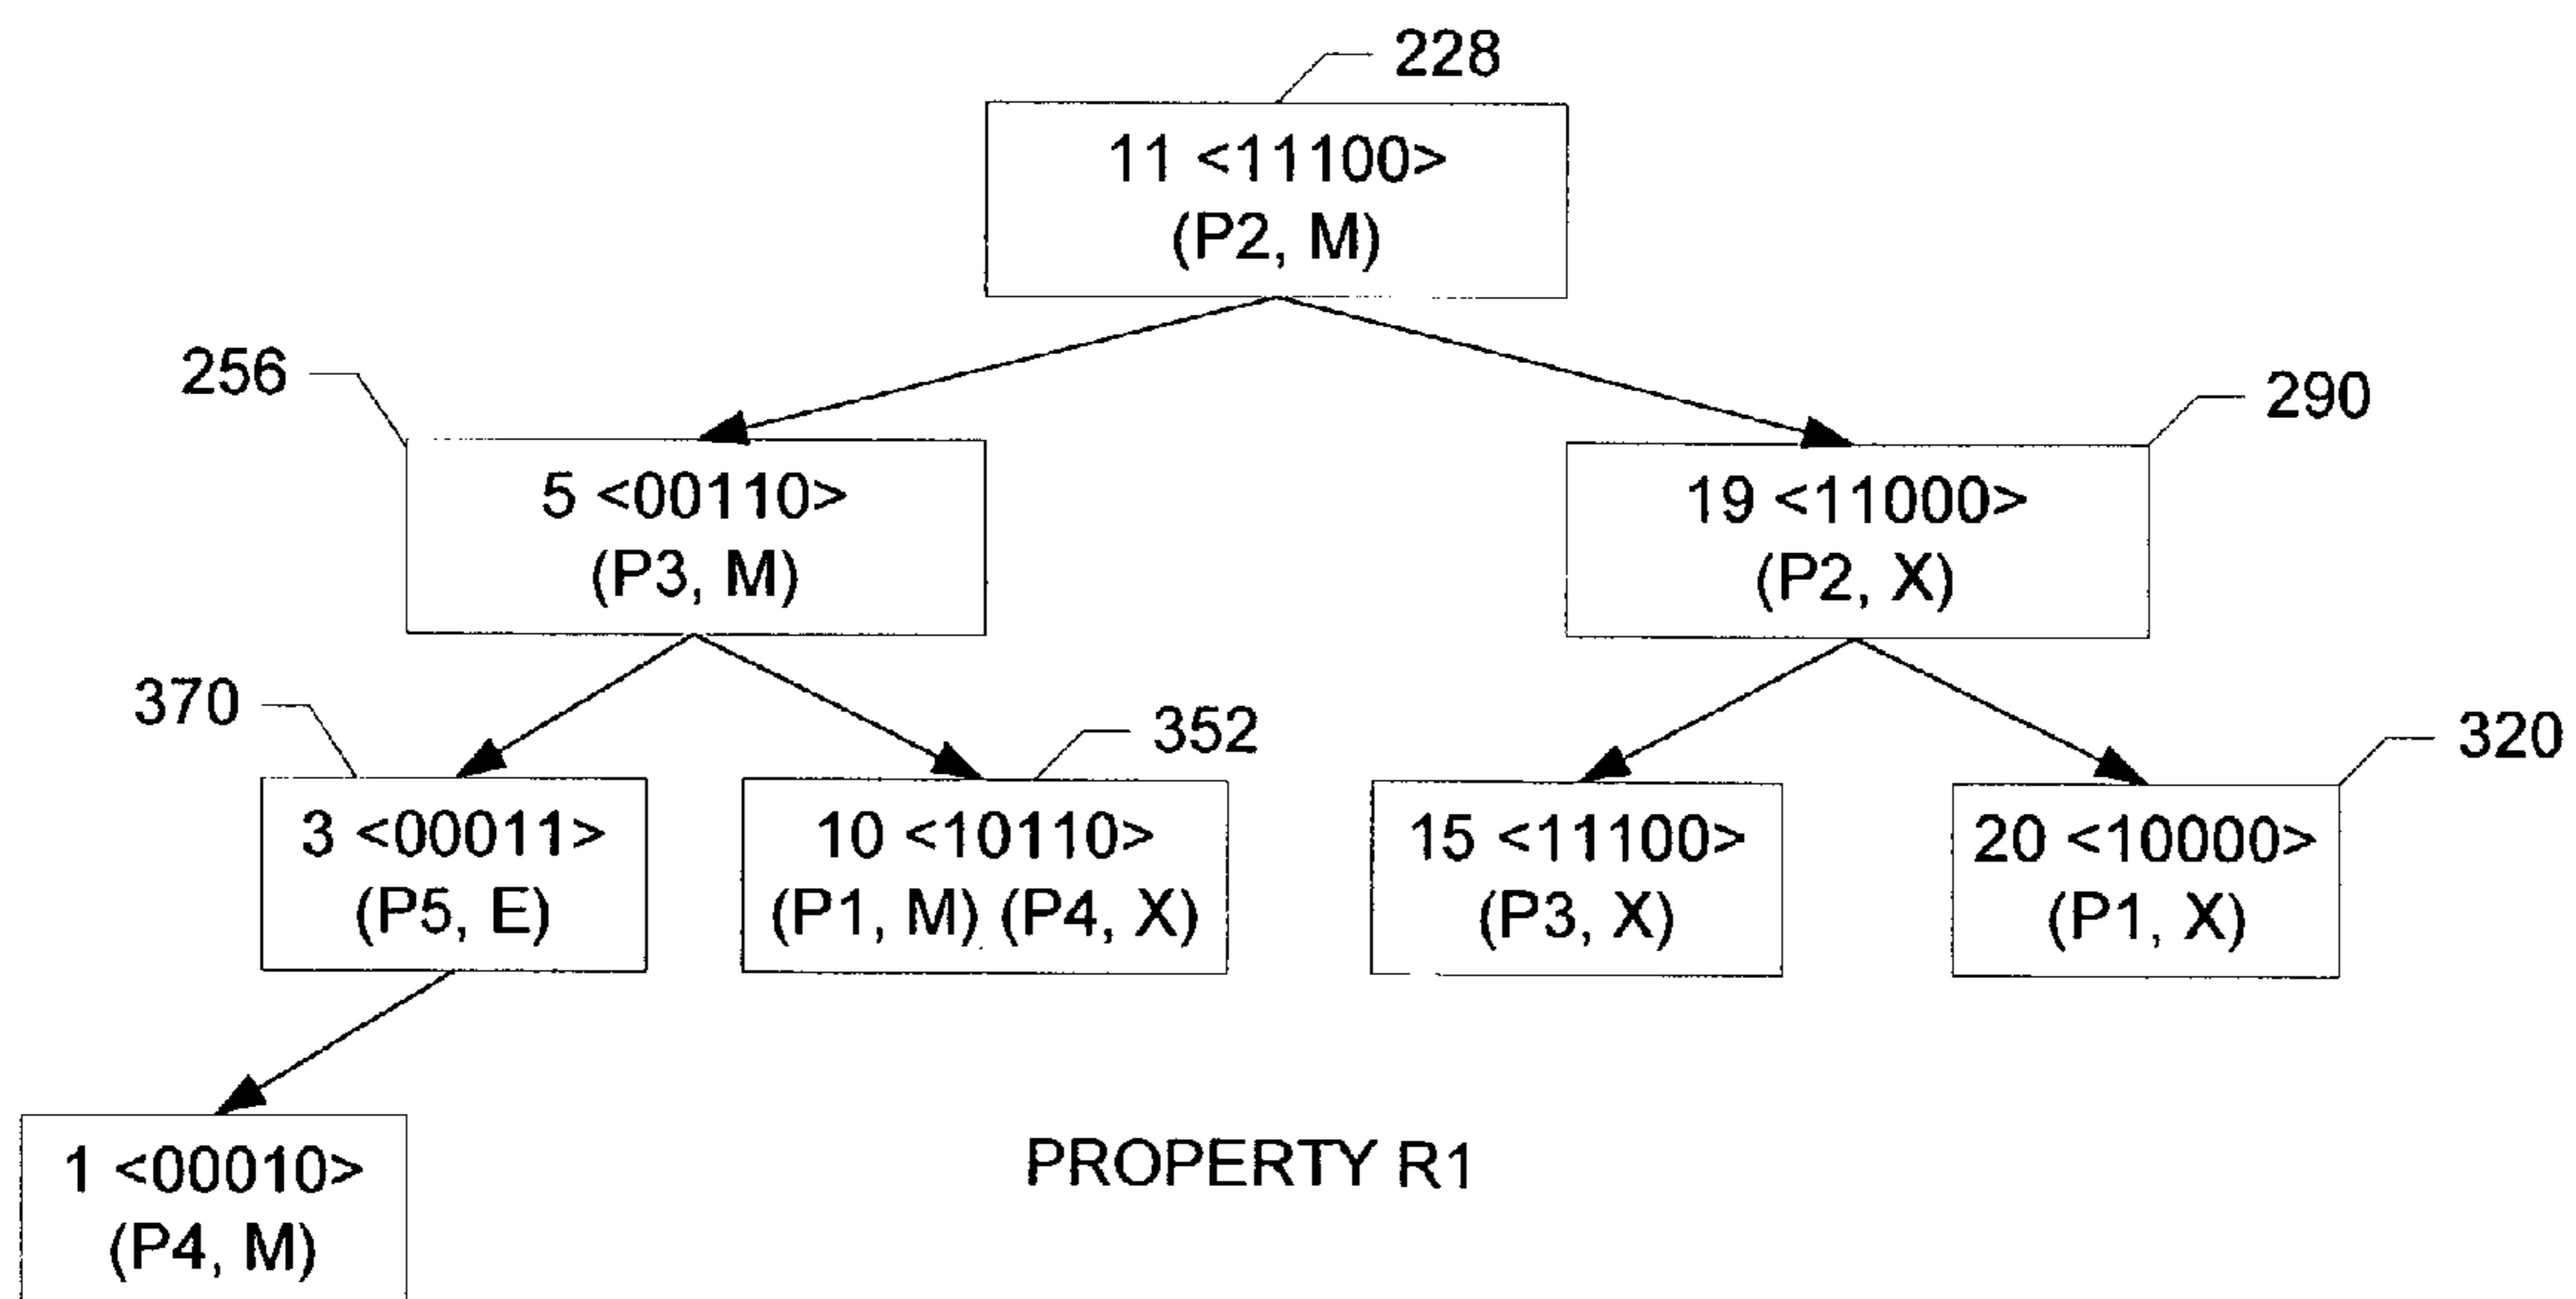 228
11 <11100>
(P2, M)
256
290
5 <00110>
(P3, M)
19 <11000>
(P2, X)
370
352
320
3 <00011>
(P5, E)
10 <10110>
(P1, M) (P4, X)
15 <11100>
(P3, X)
20 <10000>
(P1, X)
1 <00010>
(P4, M)
PROPERTY R1